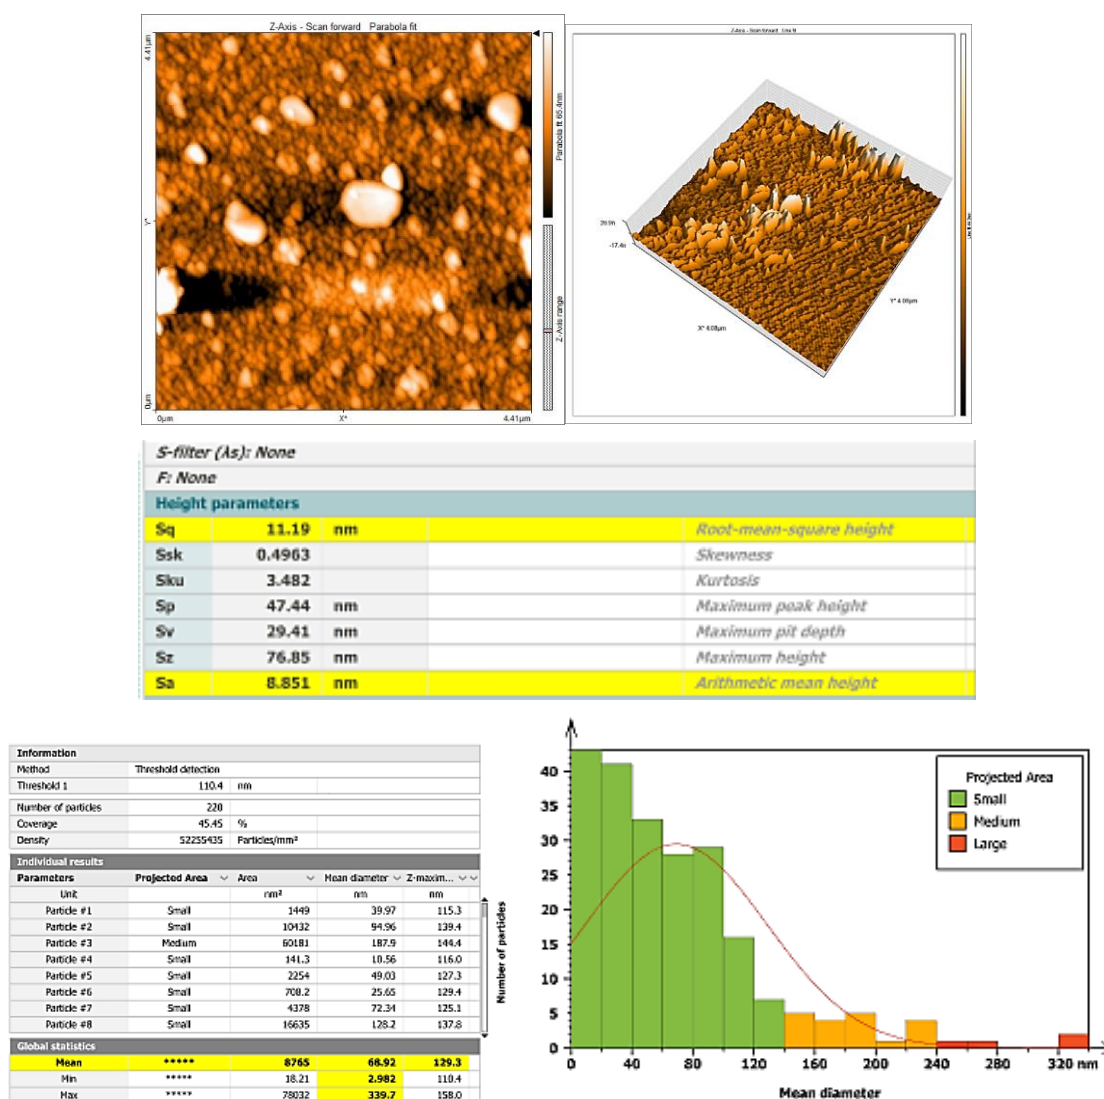 Z-Axis - Scan forward Parabola fit
4.41µm
Y*
0µm
0µm X* 4.41µm
Parabola fit 65.4nm
Z-Axis range
Z-Axis - Scan forward Line fit
-17.4n
X* 4.08µm
S-filter (λs): None
F: None
Height parameters
Sq 11.19 nm Root-mean-square height
Ssk 0.4963 Skewness
Sku 3.482 Kurtosis
Sp 47.44 nm Maximum peak height
Sv 29.41 nm Maximum pit depth
Sz 76.85 nm Maximum height
Sa 8.851 nm Arithmetic mean height
Information
Method Threshold detection
Threshold 1 110.4 nm
Number of particles 220
Coverage 45.45 %
Density 52255435 Particles/mm²
Individual results
Parameters Projected Area Area Mean diameter Z-maxim...
Unit nm² nm nm
Particle #1 Small 1449 39.97 115.3
Particle #2 Small 10432 94.96 139.4
Particle #3 Medium 60181 187.9 144.4
Particle #4 Small 141.3 10.56 116.0
Particle #5 Small 2254 49.03 127.3
Particle #6 Small 708.2 25.65 129.4
Particle #7 Small 4378 72.34 125.1
Particle #8 Small 16635 128.2 137.8
Global statistics
Mean ***** 8765 68.92 129.3
Min ***** 18.21 2.982 110.4
Max ***** 78032 339.7 158.0
Projected Area
Small
Medium
Large
40
35
30
25
20
15
10
5
0
Number of particles
0 40 80 120 160 200 240 280 320 nm
Mean diameter